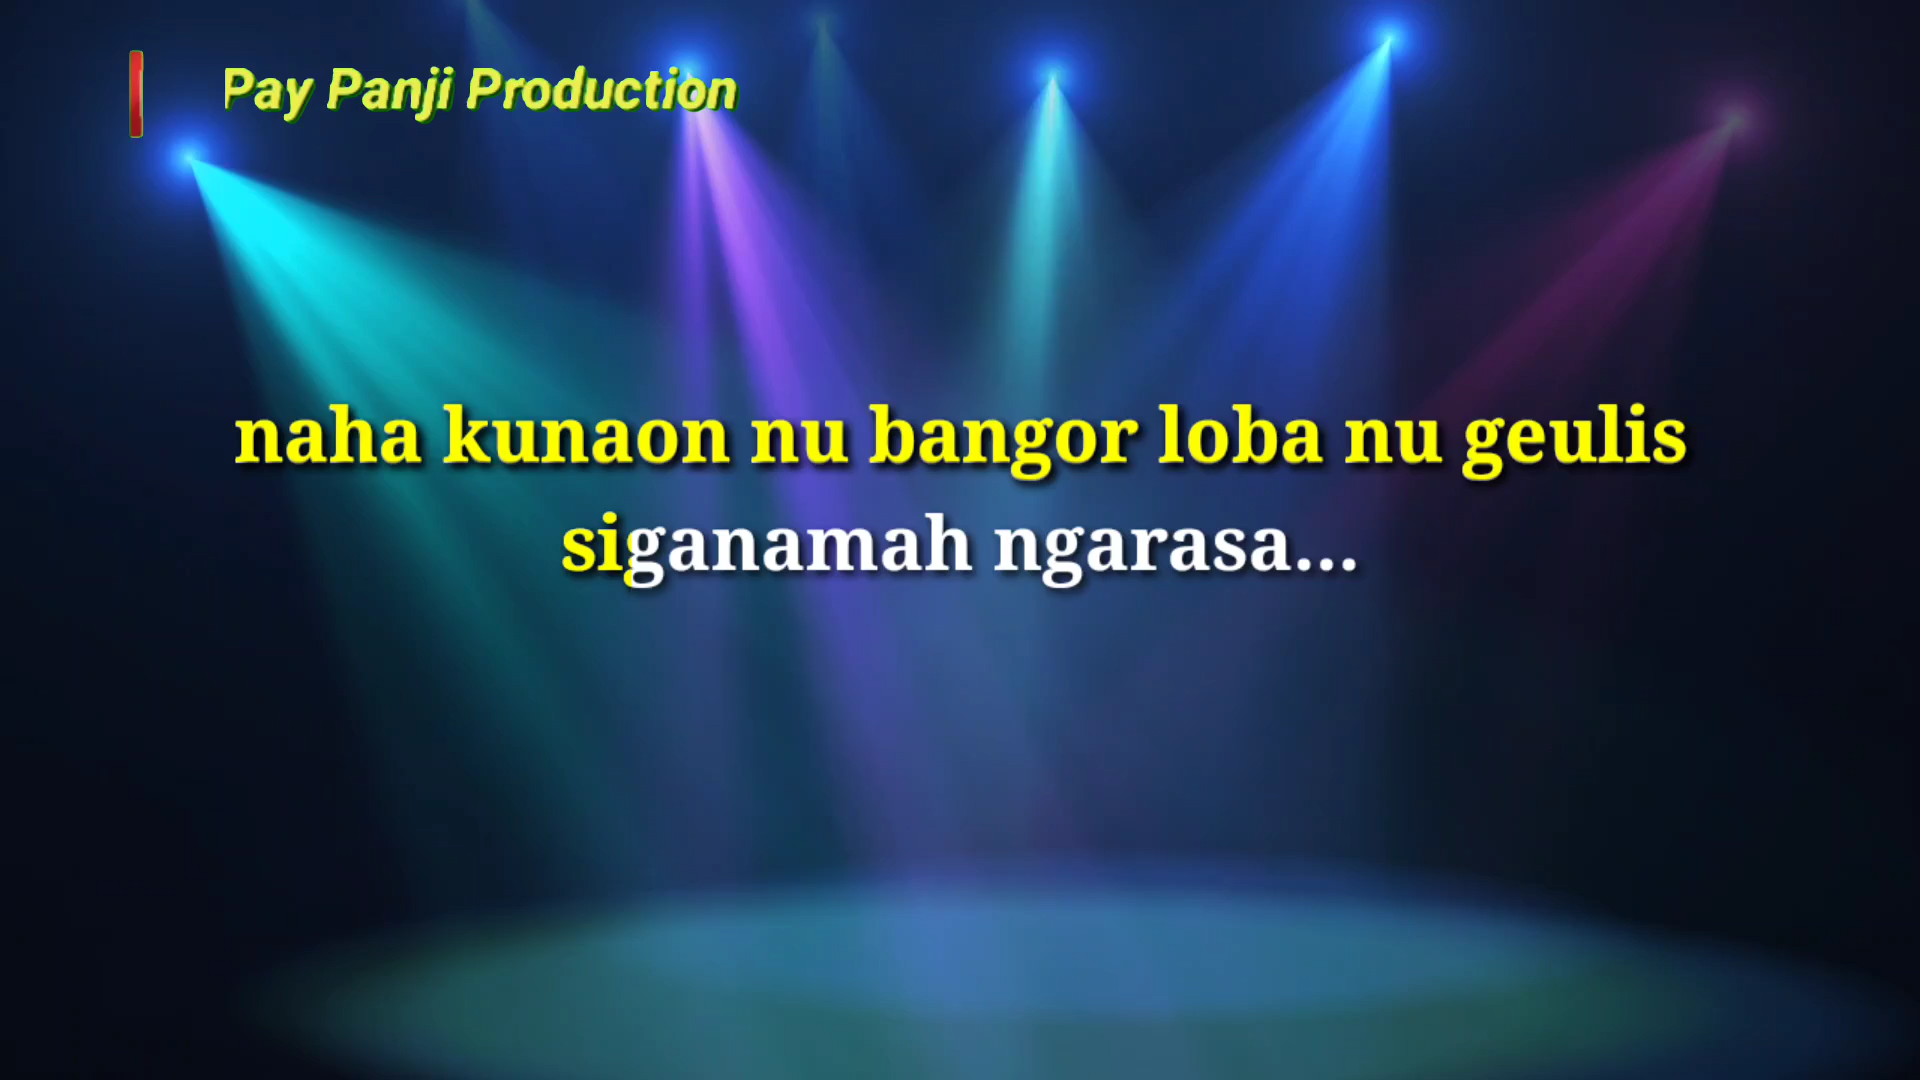 Pay Panji Production
naha kunaon nu bangor loba nu geulis
siganamah ngarasa...